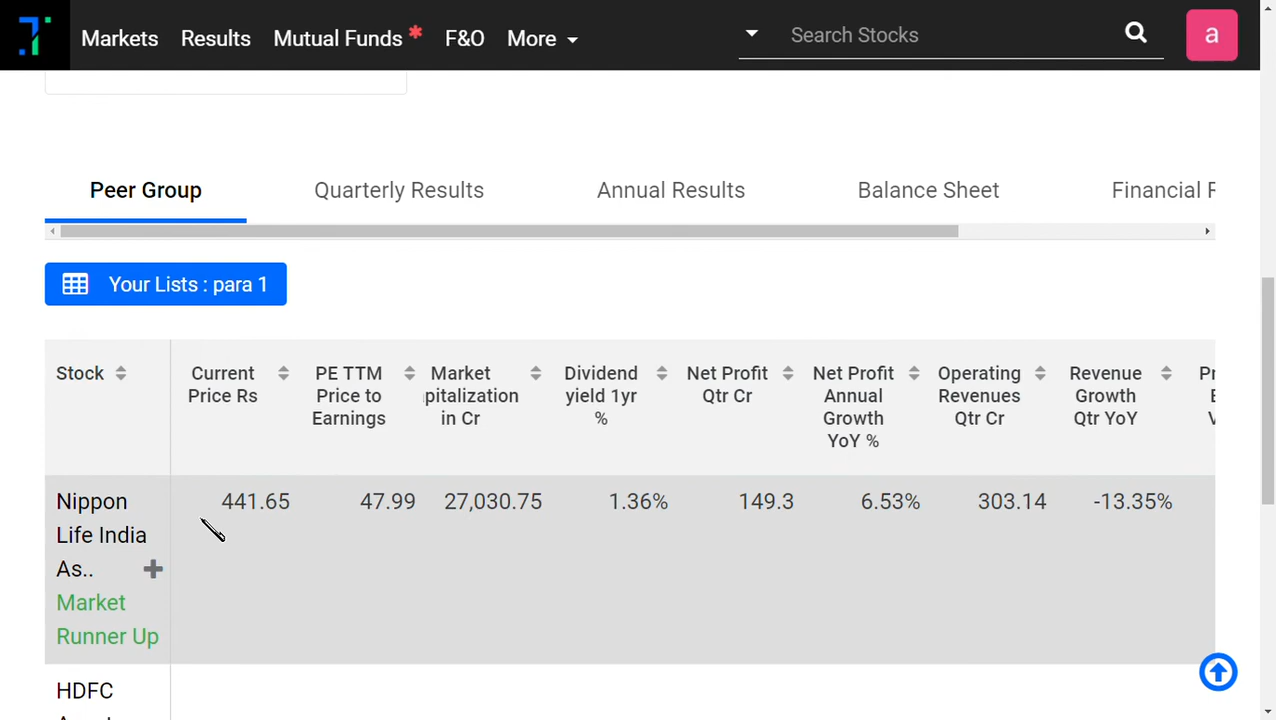 Markets Results Mutual Funds * F&O More Search Stocks a
Peer Group Quarterly Results Annual Results Balance Sheet Financial
Your Lists : para 1
Stock Current Price Rs PE TTM Price to Earnings Market pitalization in Cr Dividend yield 1yr % Net Profit Qtr Cr Net Profit Annual Growth YoY % Operating Revenues Qtr Cr Revenue Growth Qtr YoY
Nippon 441.65 47.99 27,030.75 1.36% 149.3 6.53% 303.14 -13.35%
Life India
As..
Market
Runner Up
HDFC